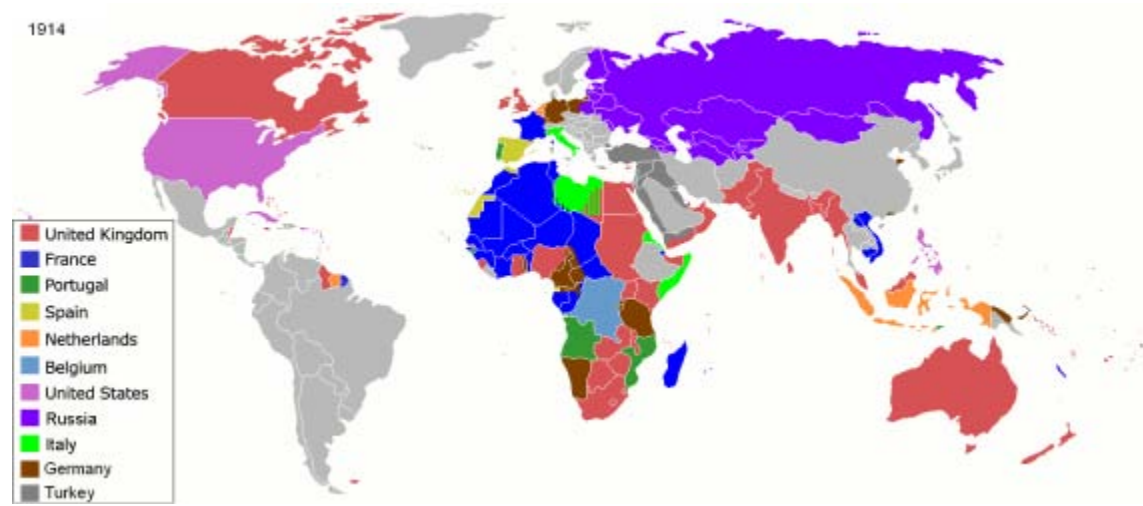 1914
United Kingdom
France
Portugal
Spain
Netherlands
Belgium
United States
Russia
Italy
Germany
Turkey